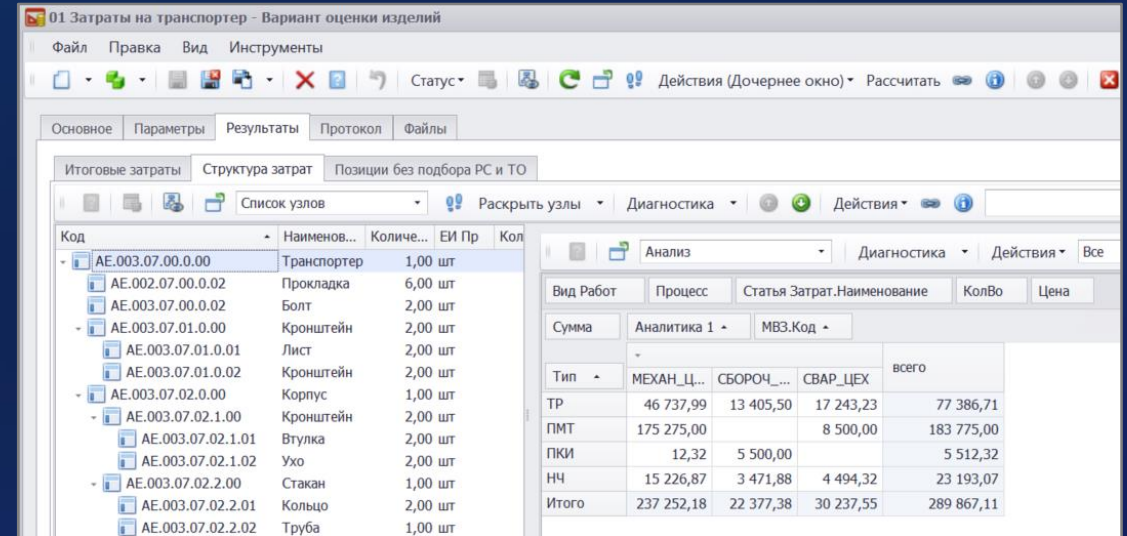 01 Затраты на транспортер - Вариант оценки изделий
Файл Правка Вид Инструменты
Статус Действия (Дочернее окно) Рассчитать
Основное Параметры Результаты Протокол Файлы
Итоговые затраты Структура затрат Позиции без подбора РС и ТО
Список узлов Раскрыть узлы Диагностика Действия
Код Наименов... Количе... ЕИ Пр Кол
АЕ.003.07.00.0.00 Транспортер 1,00 шт
АЕ.002.07.00.0.02 Прокладка 6,00 шт
АЕ.003.07.00.0.02 Болт 2,00 шт
АЕ.003.07.01.0.00 Кронштейн 2,00 шт
АЕ.003.07.01.0.01 Лист 2,00 шт
АЕ.003.07.01.0.02 Кронштейн 2,00 шт
АЕ.003.07.02.0.00 Корпус 1,00 шт
АЕ.003.07.02.1.00 Кронштейн 2,00 шт
АЕ.003.07.02.1.01 Втулка 2,00 шт
АЕ.003.07.02.1.02 Ухо 2,00 шт
АЕ.003.07.02.2.00 Стакан 1,00 шт
АЕ.003.07.02.2.01 Кольцо 2,00 шт
АЕ.003.07.02.2.02 Труба 1,00 шт
Анализ Диагностика Действия Все
Вид Работ Процесс Статья Затрат.Наименование КолВо Цена
Сумма Аналитика 1 МВЗ.Код
Тип МЕХАН_Ц... СБОРОЧ_... СВАР_ЦЕХ всего
ТР 46 737,99 13 405,50 17 243,23 77 386,71
ПМТ 175 275,00 8 500,00 183 775,00
ПКИ 12,32 5 500,00 5 512,32
НЧ 15 226,87 3 471,88 4 494,32 23 193,07
Итого 237 252,18 22 377,38 30 237,55 289 867,11